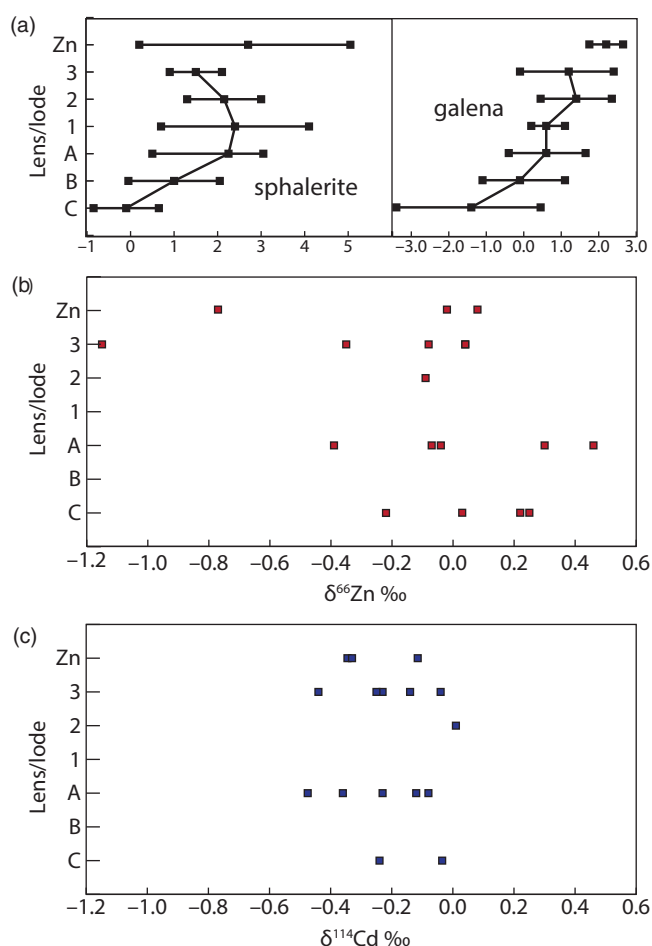 (a)
Lens/lode
Zn
3
2
1
A
B
C
sphalerite
galena
−1 0 1 2 3 4 5 −3.0 −1.0 0.0 1.0 2.0 3.0
(b)
Lens/lode
Zn
3
2
1
A
B
C
−1.2 −1.0 −0.8 −0.6 −0.4 −0.2 0.0 0.2 0.4 0.6
δ⁶⁶Zn ‰
(c)
Lens/lode
Zn
3
2
1
A
B
C
−1.2 −1.0 −0.8 −0.6 −0.4 −0.2 0.0 0.2 0.4 0.6
δ¹¹⁴Cd ‰